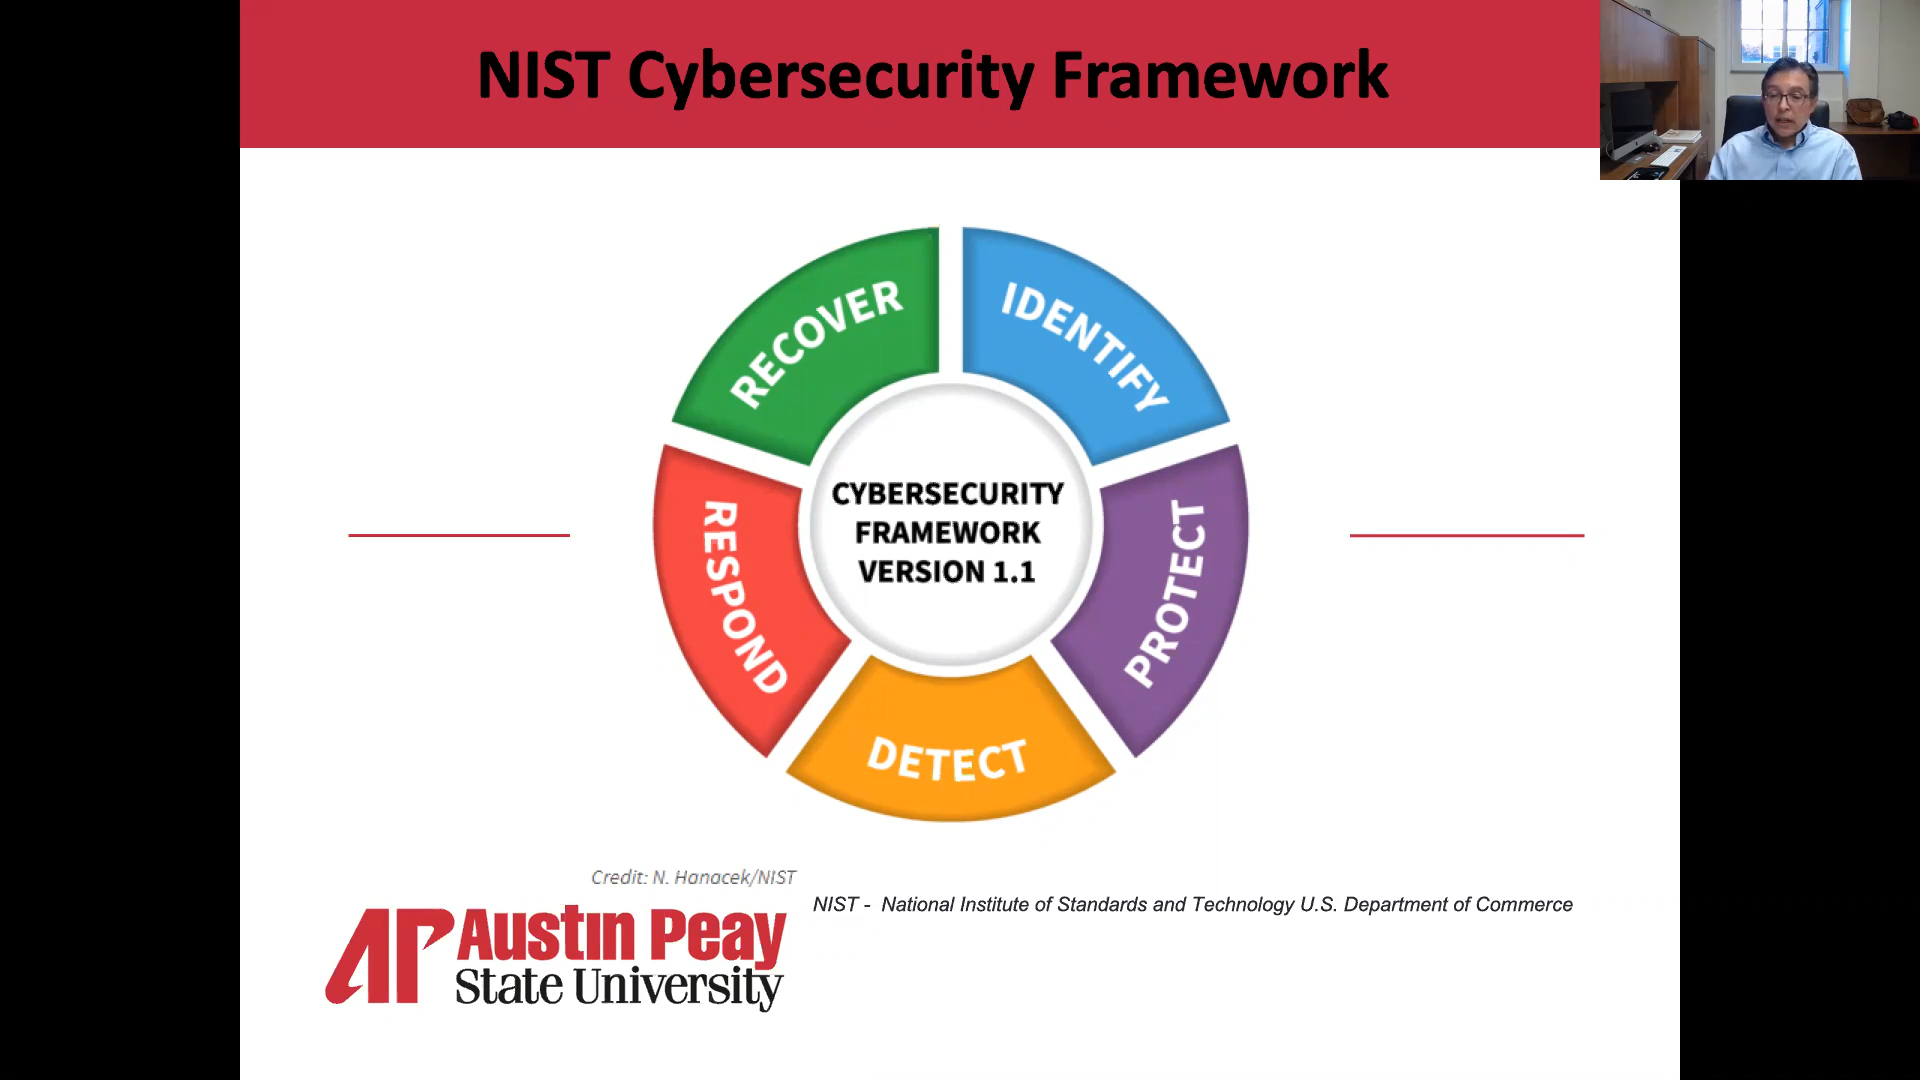 NIST Cybersecurity Framework
RECOVER
IDENTIFY
CYBERSECURITY
FRAMEWORK
VERSION 1.1
RESPOND
PROTECT
DETECT
Credit: N. Hanacek/NIST
NIST - National Institute of Standards and Technology U.S. Department of Commerce
AP Austin Peay
State University